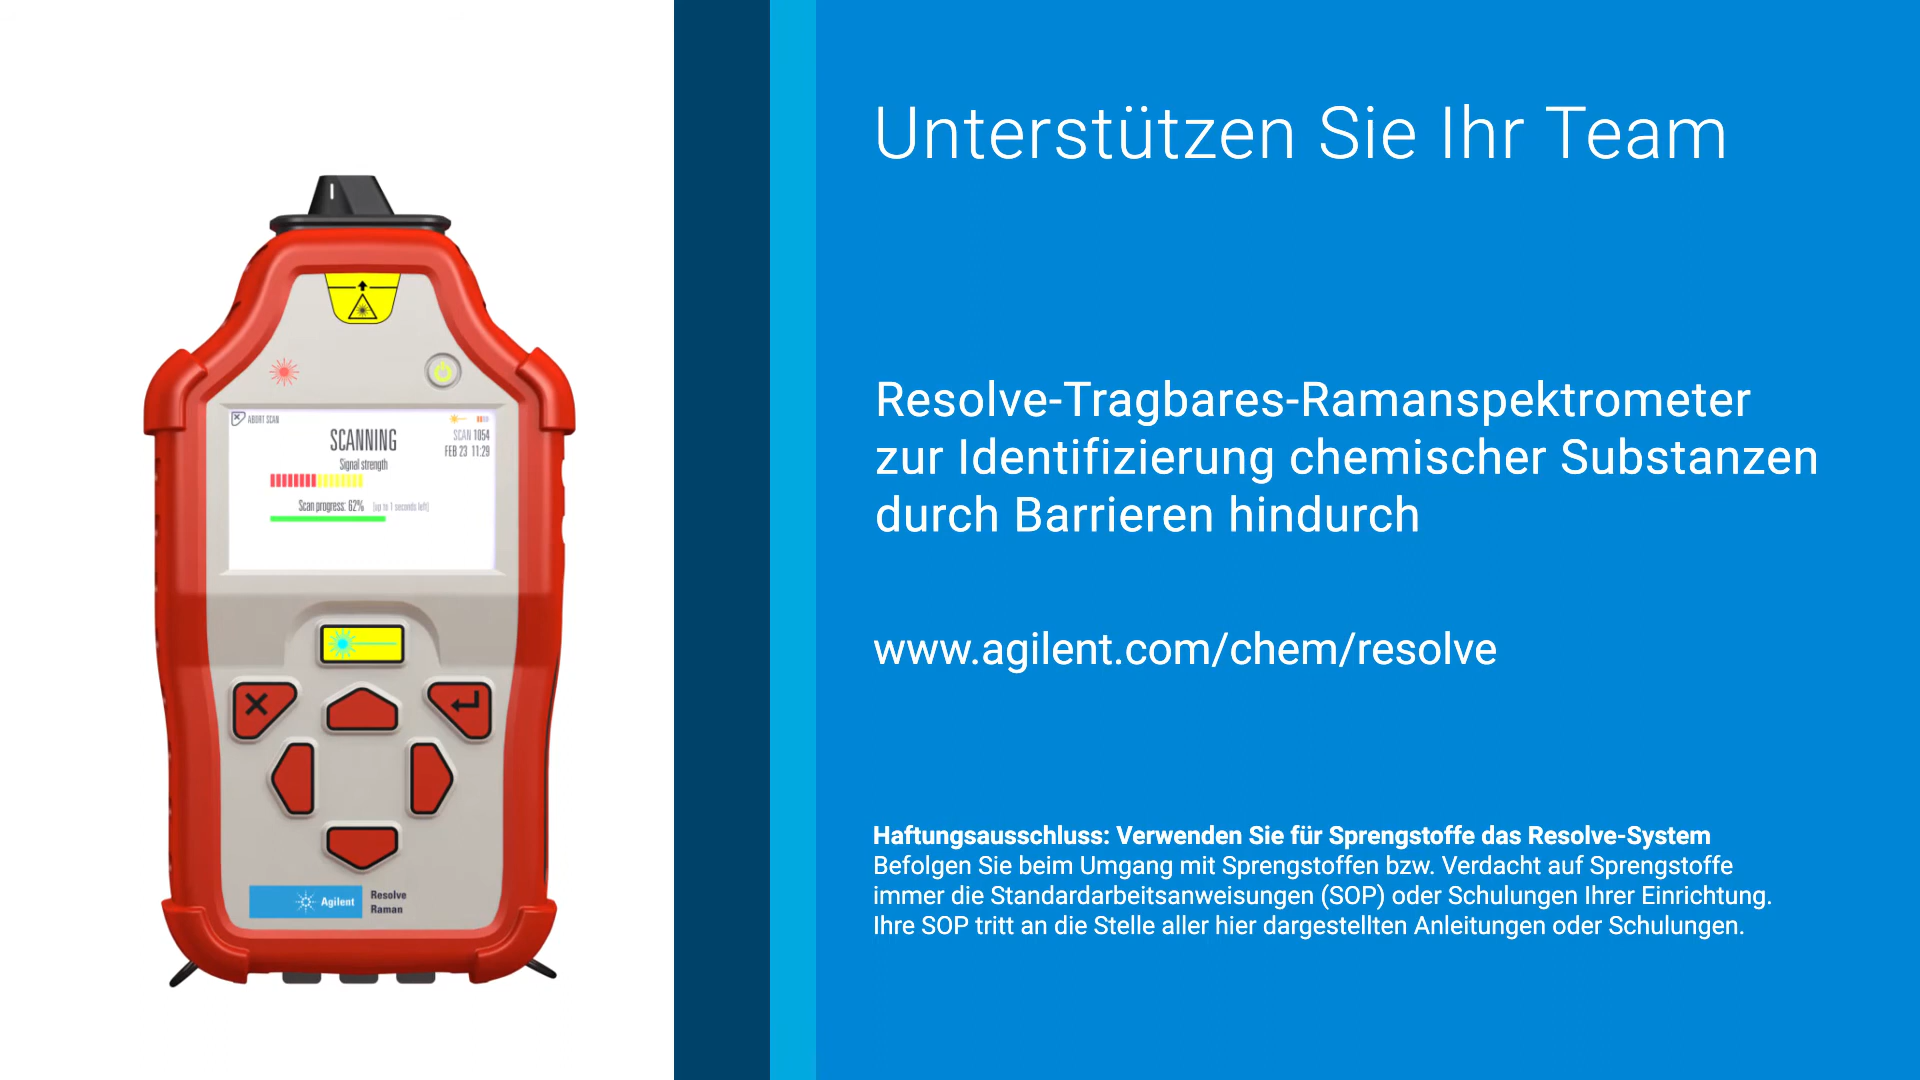 Unterstützen Sie Ihr Team
Resolve-Tragbares-Ramanspektrometer
zur Identifizierung chemischer Substanzen
durch Barrieren hindurch
www.agilent.com/chem/resolve
Haftungsausschluss: Verwenden Sie für Sprengstoffe das Resolve-System
Befolgen Sie beim Umgang mit Sprengstoffen bzw. Verdacht auf Sprengstoffe
immer die Standardarbeitsanweisungen (SOP) oder Schulungen Ihrer Einrichtung.
Ihre SOP tritt an die Stelle aller hier dargestellten Anleitungen oder Schulungen.
ABORT SCAN
SCANNING
SCAN 1054
FEB 23 11:29
Signal strength
Scan progress: 62% (up to 1 seconds left)
Agilent
Resolve
Raman